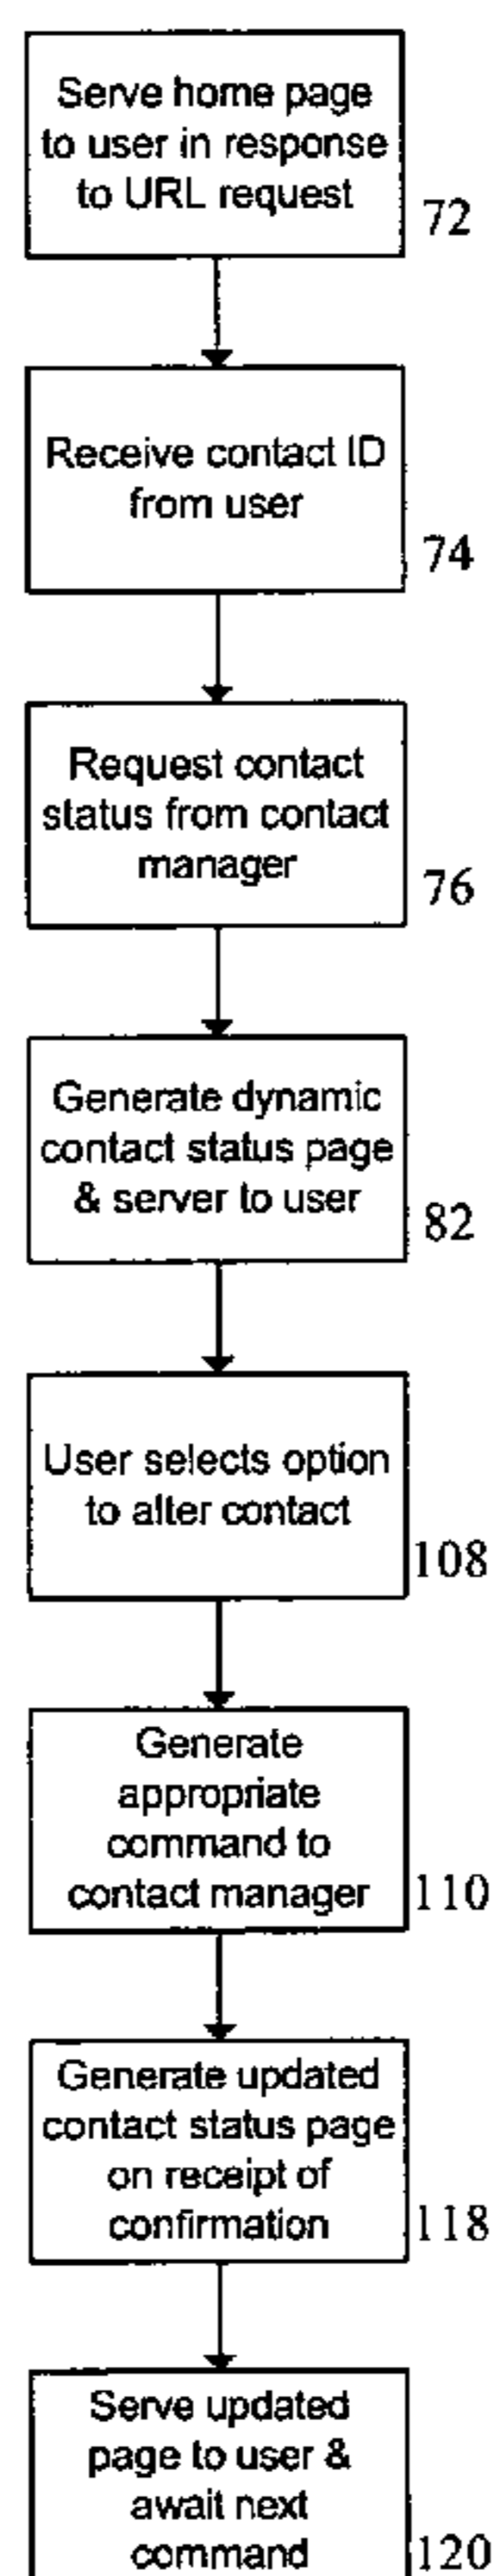 Serve home page
to user in response
to URL request
72
Receive contact ID
from user
74
Request contact
status from contact
manager
76
Generate dynamic
contact status page
& server to user
82
User selects option
to alter contact
108
Generate
appropriate
command to
contact manager
110
Generate updated
contact status page
on receipt of
confirmation
118
Serve updated
page to user &
await next
command
120